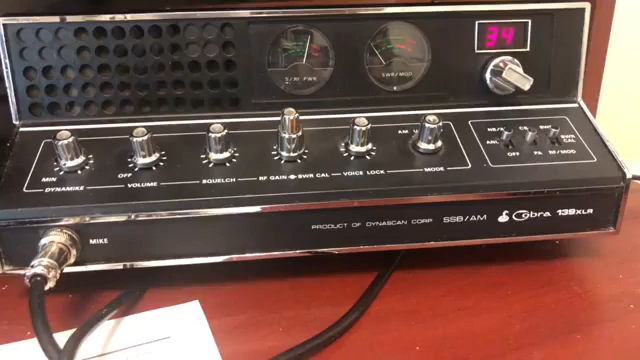 34
S/RF PWR
SWR/MOD
MIN
DYNAMIKE
OFF
VOLUME
SQUELCH
RF GAIN
SWR CAL
VOICE LOCK
AM
MODE
ANL
OFF
CB
PA
SWR
CAL
RF/MOD
MIKE
PRODUCT OF DYNASCAN CORP
SSB/AM
Cobra 139XLR